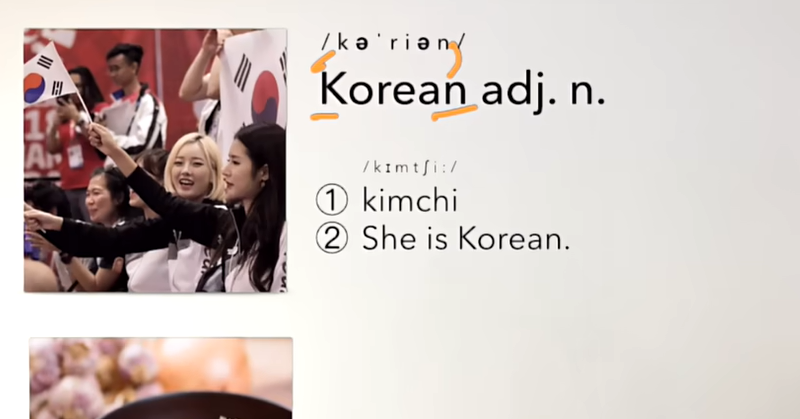 /kəˈriən/
Korean adj. n.
/kɪmtʃiː/
① kimchi
② She is Korean.